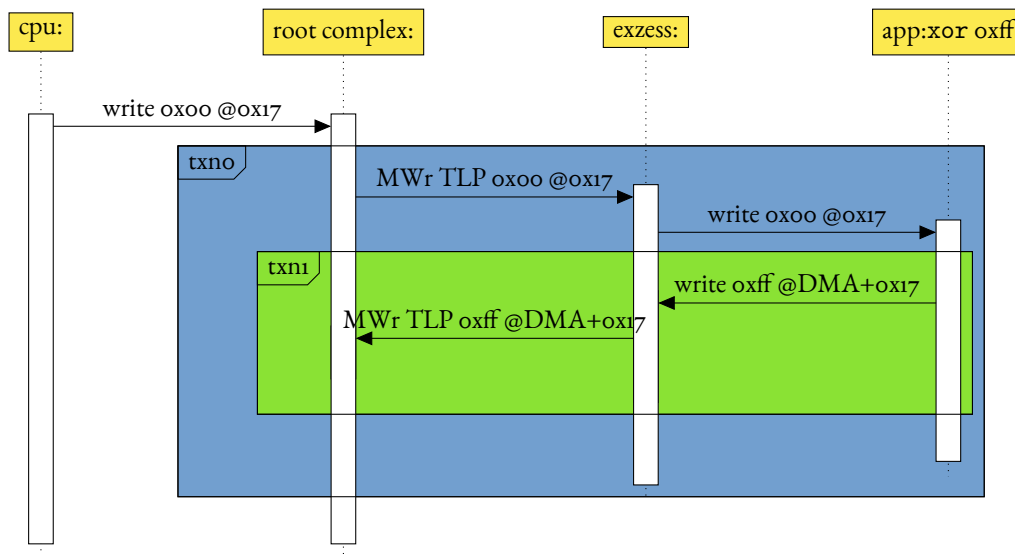 cpu:
root complex:
exzess:
app:xor 0xff
write 0x00 @0x17
txn0
MWr TLP 0x00 @0x17
write 0x00 @0x17
txn1
write 0xff @DMA+0x17
MWr TLP 0xff @DMA+0x17